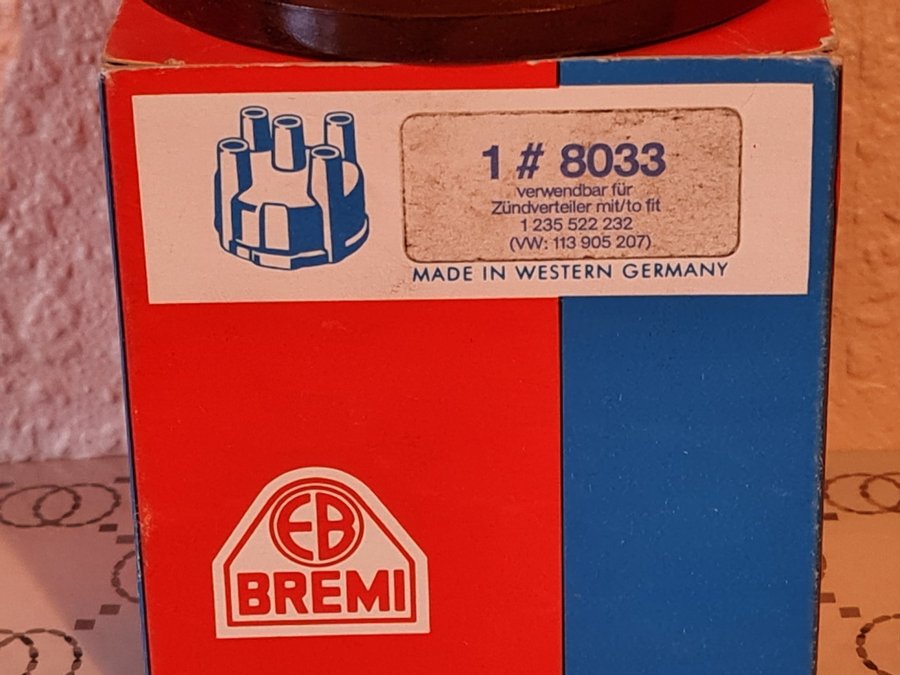 1 # 8033
verwendbar für
Zündverteiler mit/to fit
1 235 522 232
(VW: 113 905 207)
MADE IN WESTERN GERMANY
EB
BREMI